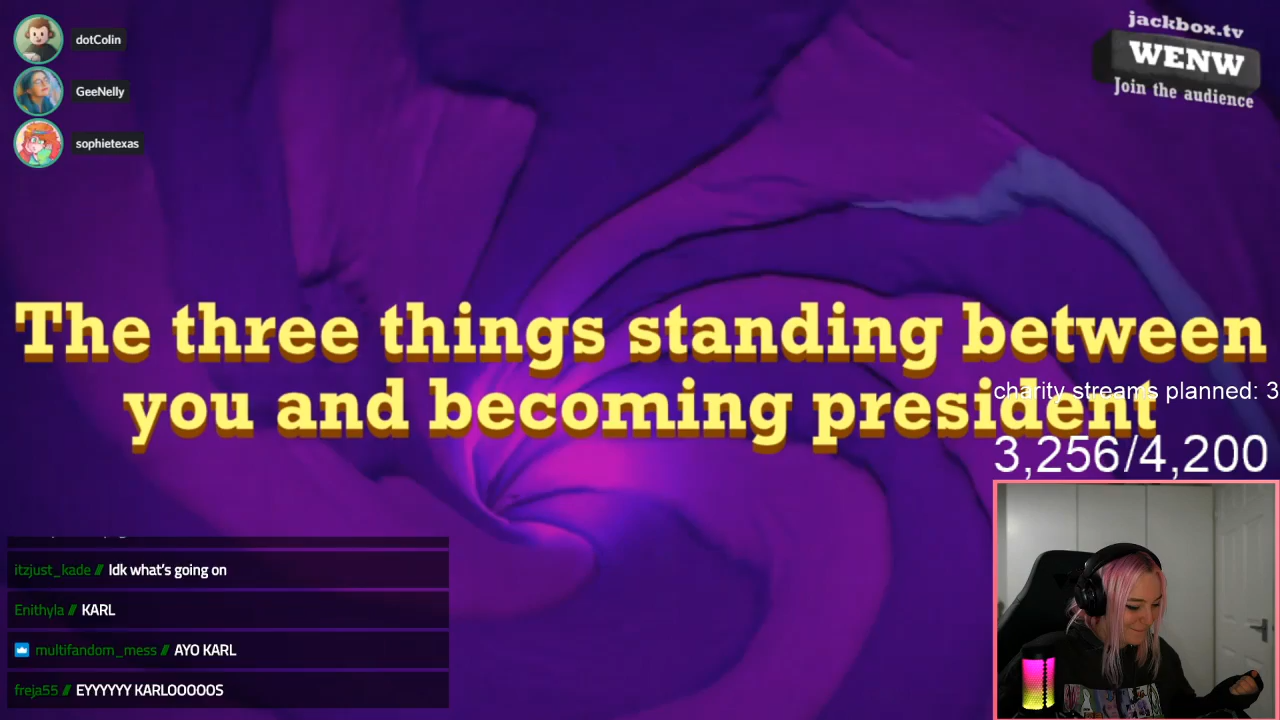 dotColin
GeeNelly
sophietexas
jackbox.tv
WENW
Join the audience
The three things standing between
you and becoming president
charity streams planned: 3
3,256/4,200
itzjust_kade // Idk what's going on
Enithyla // KARL
multifandom_mess // AYO KARL
freja55 // EYYYYYY KARLOOOOOS